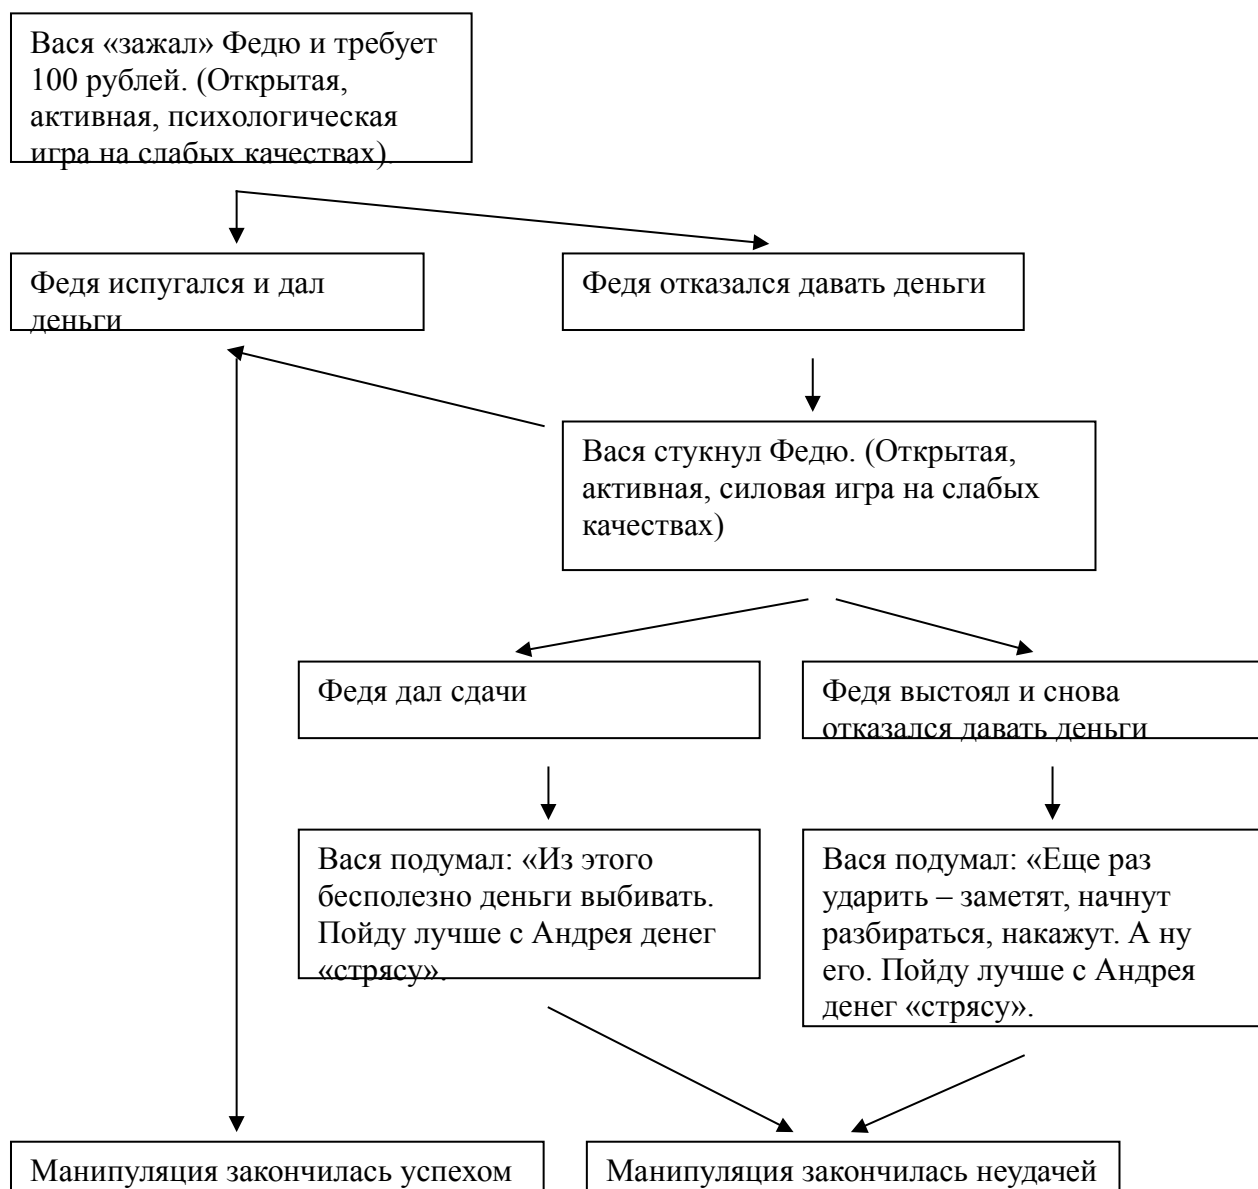 Вася «зажал» Федю и требует
100 рублей. (Открытая,
активная, психологическая
игра на слабых качествах).
Федя испугался и дал
деньги
Федя отказался давать деньги
Вася стукнул Федю. (Открытая,
активная, силовая игра на слабых
качествах)
Федя дал сдачи
Федя выстоял и снова
отказался давать деньги
Вася подумал: «Из этого
бесполезно деньги выбивать.
Пойду лучше с Андрея денег
«стрясу».
Вася подумал: «Еще раз
ударить – заметят, начнут
разбираться, накажут. А ну
его. Пойду лучше с Андрея
денег «стрясу».
Манипуляция закончилась успехом
Манипуляция закончилась неудачей